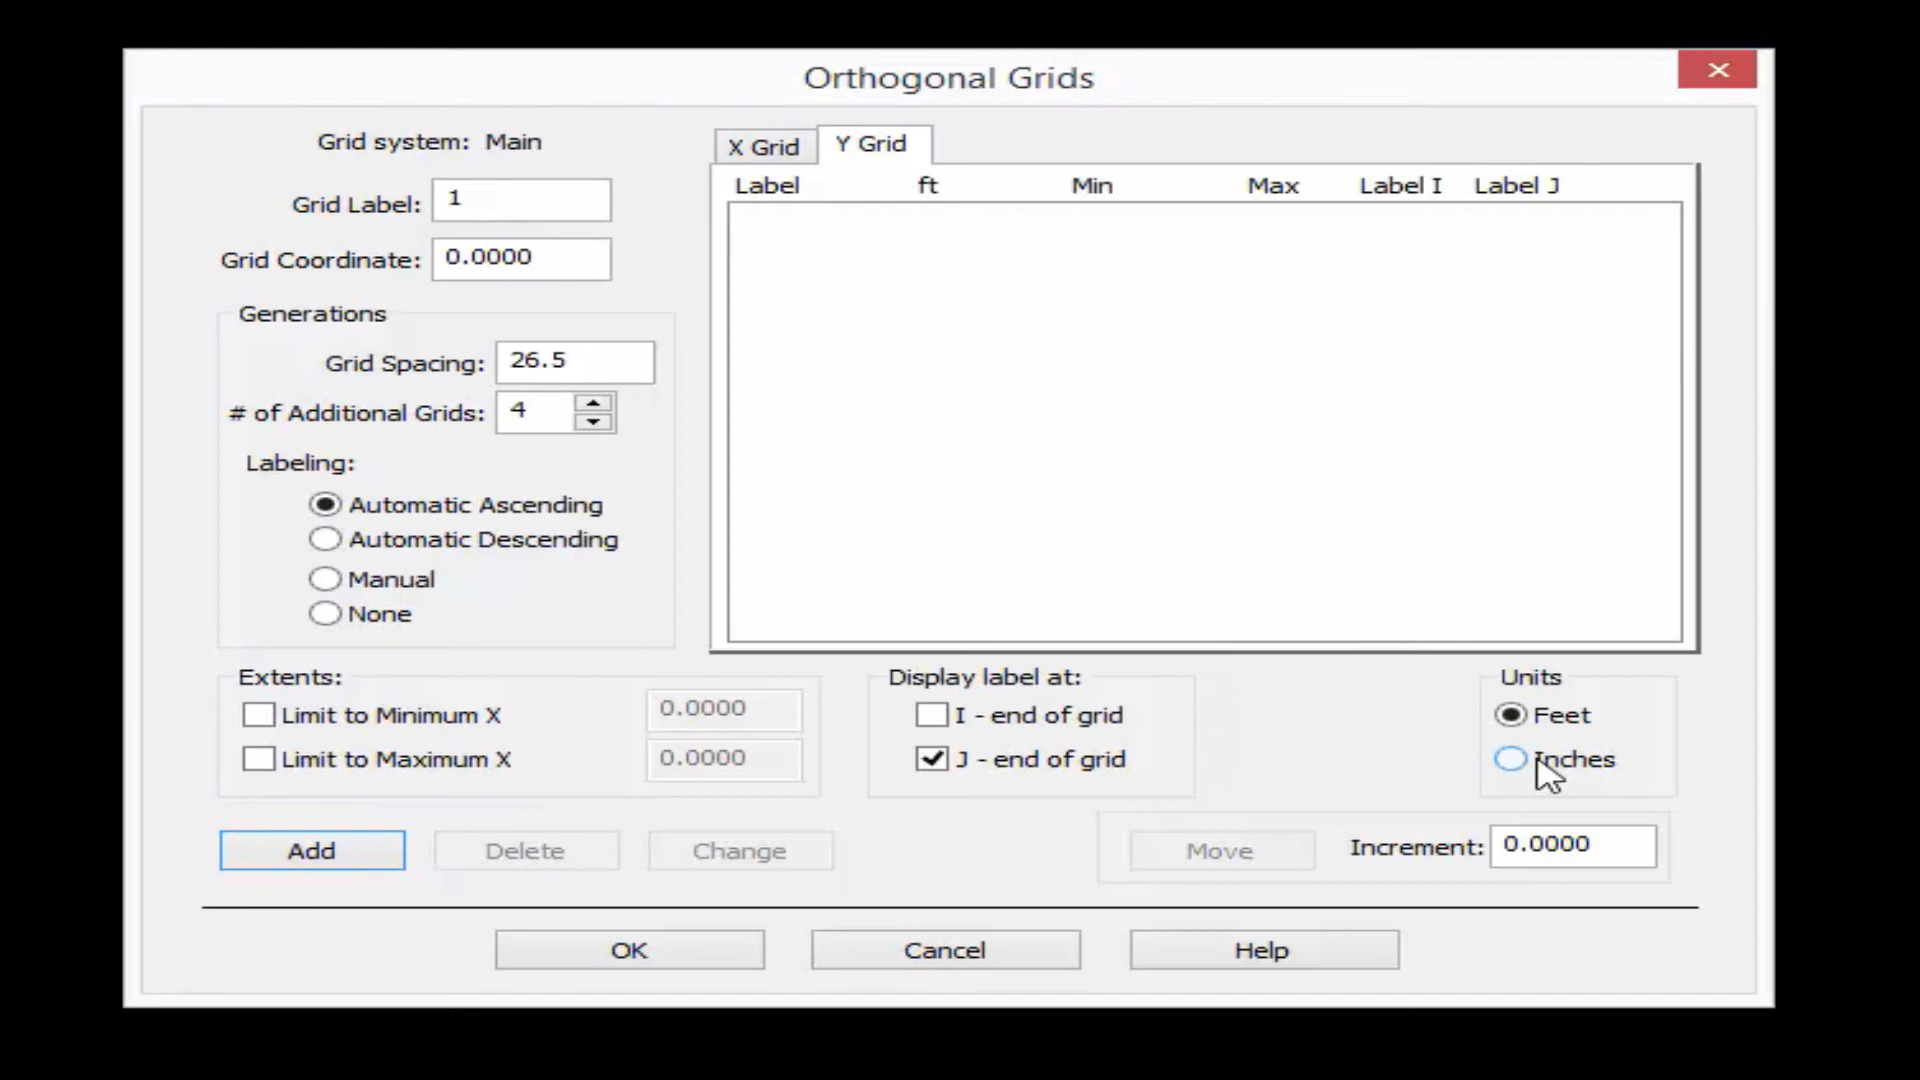 Orthogonal Grids
Grid system: Main
Grid Label: 1
Grid Coordinate: 0.0000
Generations
Grid Spacing: 26.5
# of Additional Grids: 4
Labeling:
Automatic Ascending
Automatic Descending
Manual
None
X Grid Y Grid
Label ft Min Max Label I Label J
Extents:
Limit to Minimum X 0.0000
Limit to Maximum X 0.0000
Display label at:
I - end of grid
J - end of grid
Units
Feet
Inches
Add Delete Change
Move Increment: 0.0000
OK Cancel Help